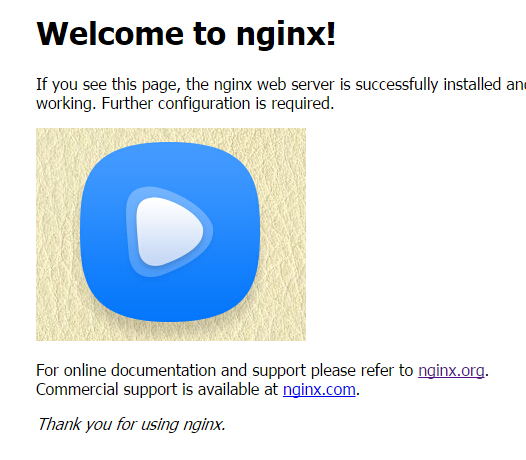 Welcome to nginx!
If you see this page, the nginx web server is successfully installed and
working. Further configuration is required.
For online documentation and support please refer to nginx.org.
Commercial support is available at nginx.com.
Thank you for using nginx.